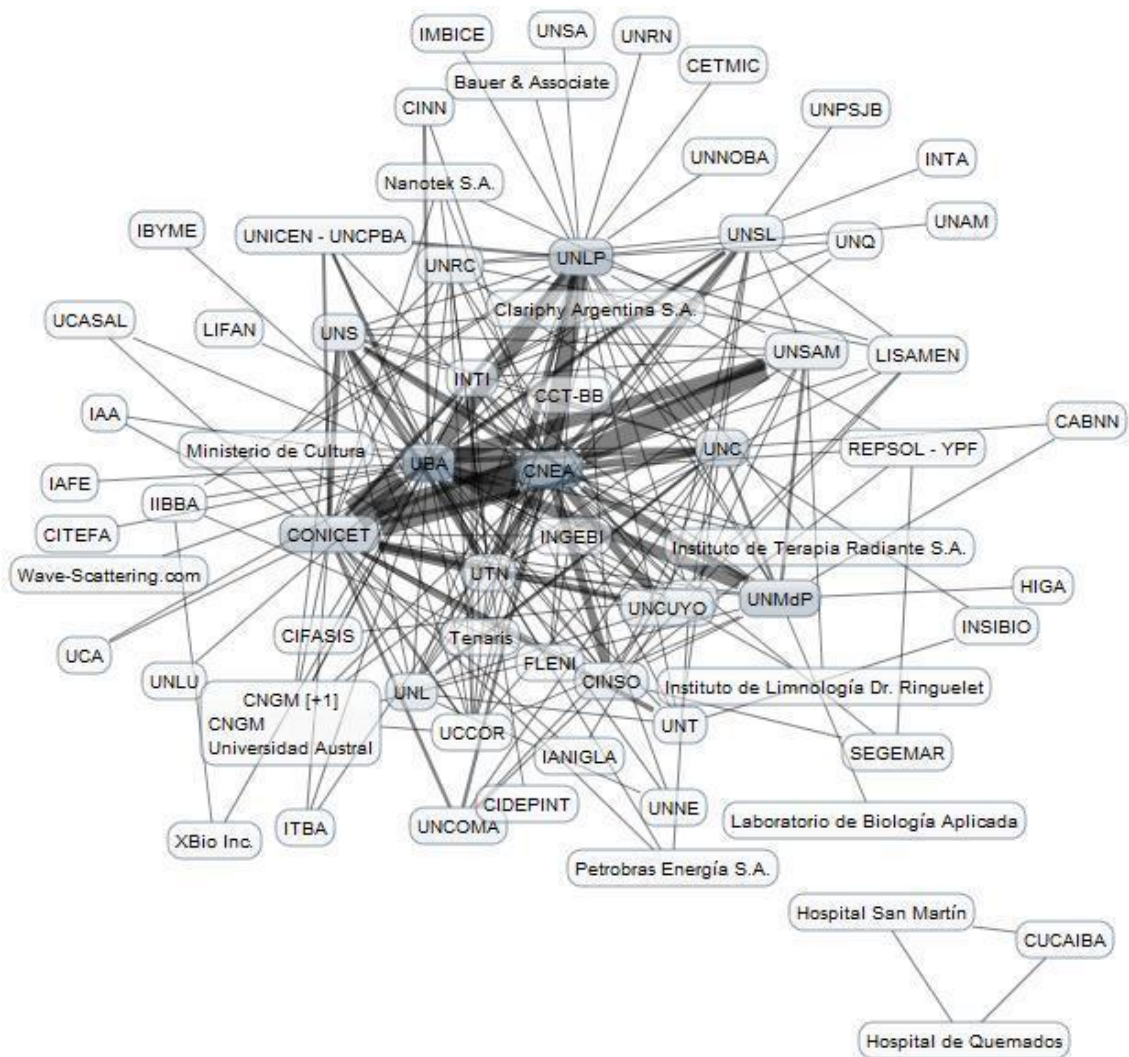 IMBICE
UNSA
UNRN
CETMIC
Bauer & Associate
CINN
UNPSJB
UNNOBA
INTA
Nanotek S.A.
IBYME
UNICEN - UNCPBA
UNLP
UNSL
UNAM
UNQ
UNRC
Clariphy Argentina S.A.
UCASAL
LIFAN
UNS
UNSAM
LISAMEN
INTI
CCT-BB
IAA
Ministerio de Cultura
UBA
CNEA
UNC
REPSOL - YPF
CABNN
IAFE
IIBBA
CITEFA
CONICET
INGEBI
Instituto de Terapia Radiante S.A.
Wave-Scattering.com
UTN
UNCUYO
UNMdP
HIGA
INSIBIO
UCA
CIFASIS
Tenaris
UNLU
FLENI
CINSO
Instituto de Limnología Dr. Ringuelet
CNGM [+1]
CNGM
Universidad Austral
UNL
UCCOR
UNT
IANIGLA
SEGEMAR
CIDEPINT
UNNE
XBio Inc.
ITBA
UNCOMA
Laboratorio de Biología Aplicada
Petrobras Energía S.A.
Hospital San Martín
CUCAIBA
Hospital de Quemados